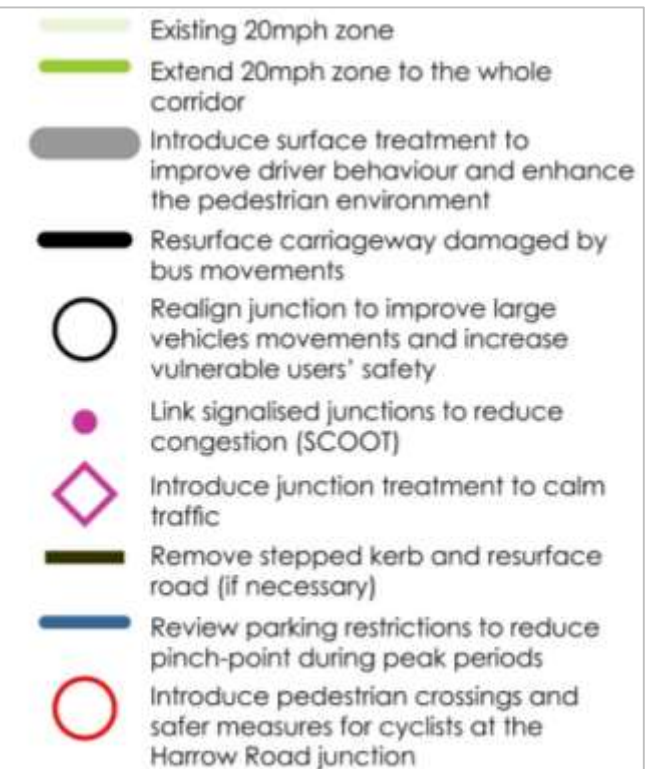 Existing 20mph zone
Extend 20mph zone to the whole
corridor
Introduce surface treatment to
improve driver behaviour and enhance
the pedestrian environment
Resurface carriageway damaged by
bus movements
Realign junction to improve large
vehicles movements and increase
vulnerable users' safety
Link signalised junctions to reduce
congestion (SCOOT)
Introduce junction treatment to calm
traffic
Remove stepped kerb and resurface
road (if necessary)
Review parking restrictions to reduce
pinch-point during peak periods
Introduce pedestrian crossings and
safer measures for cyclists at the
Harrow Road junction